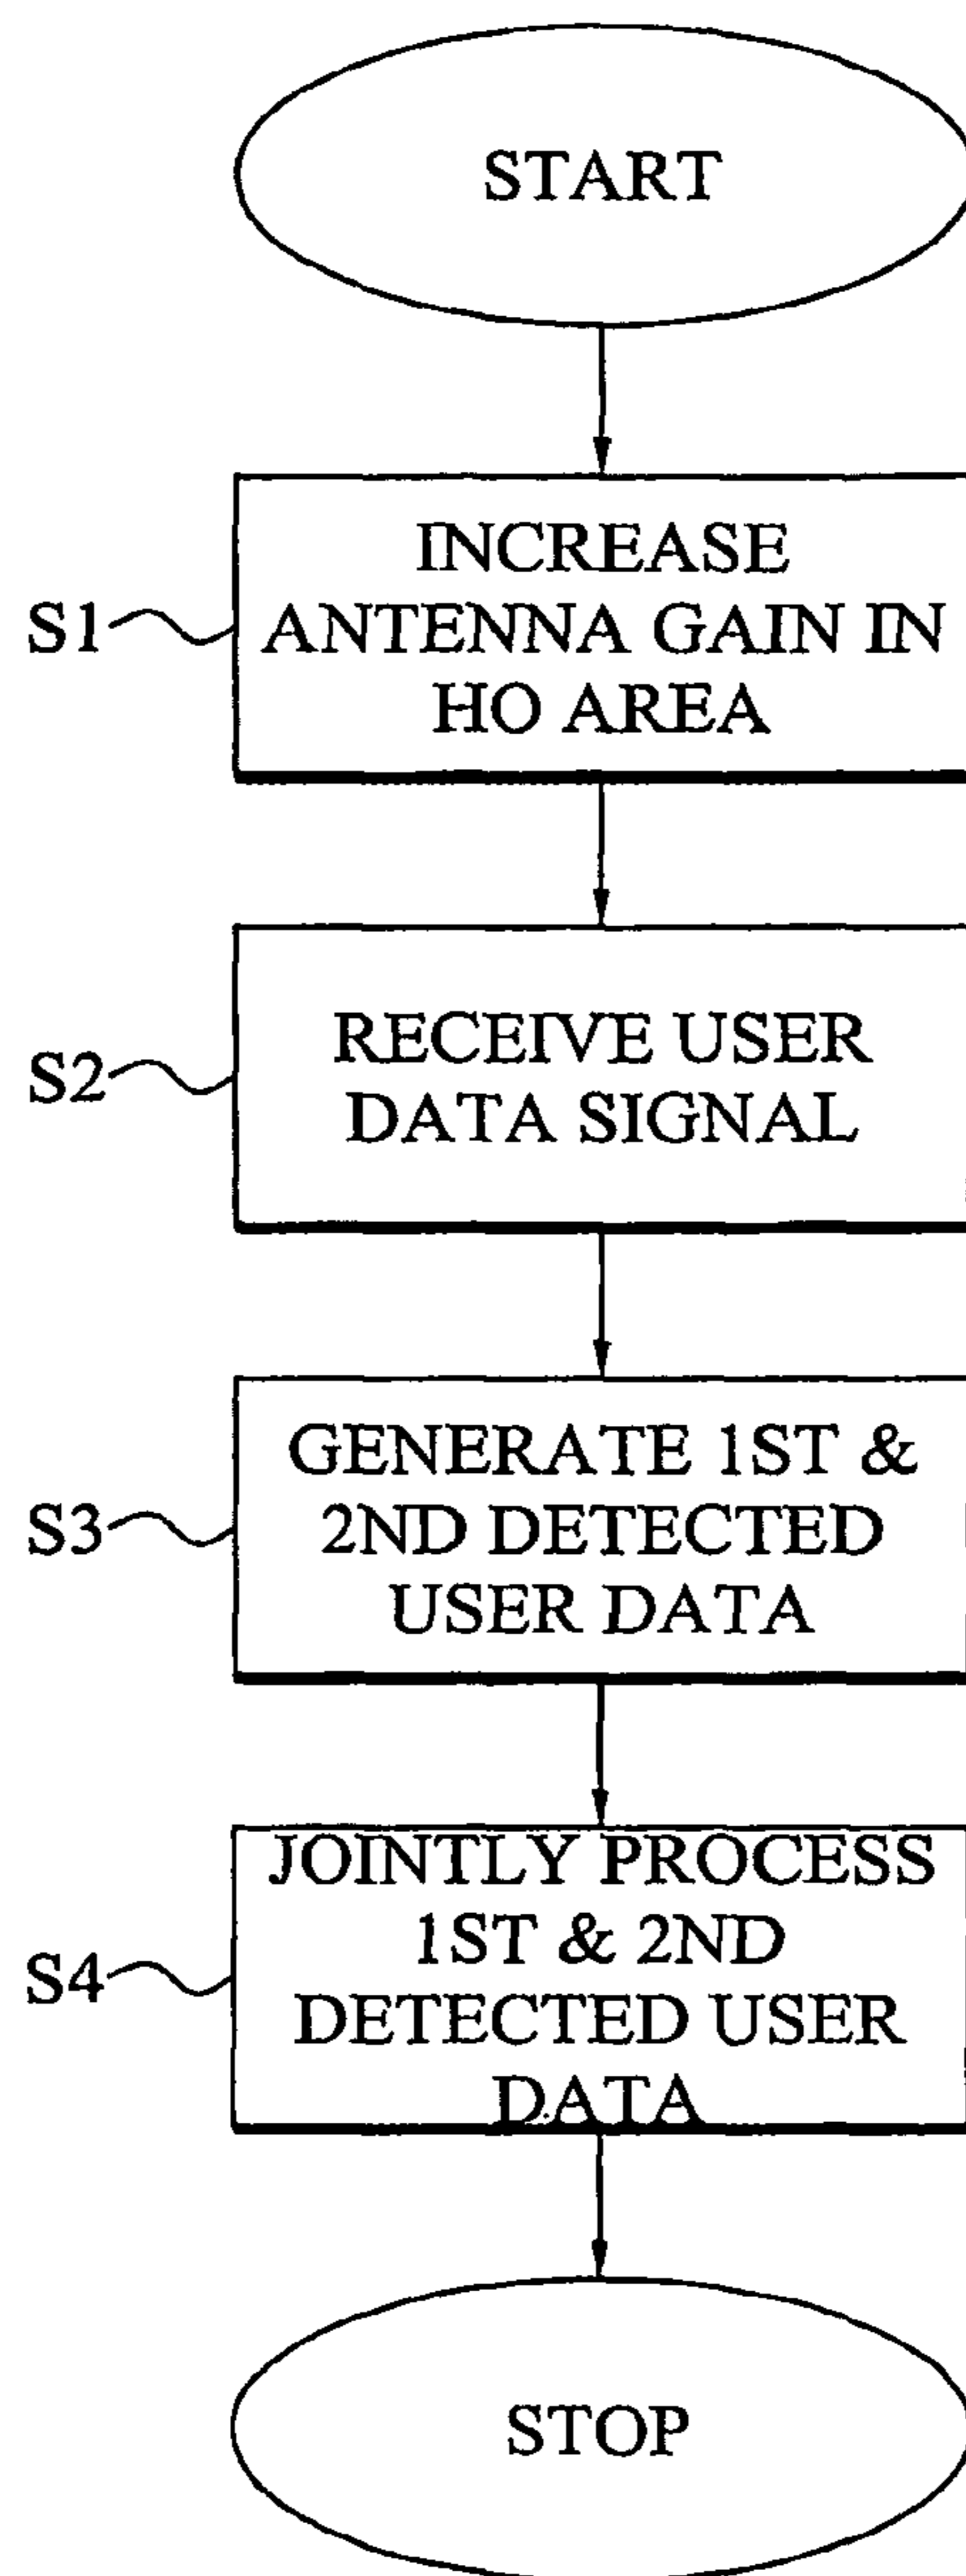 START
S1
INCREASE
ANTENNA GAIN IN
HO AREA
S2
RECEIVE USER
DATA SIGNAL
S3
GENERATE 1ST &
2ND DETECTED
USER DATA
S4
JOINTLY PROCESS
1ST & 2ND
DETECTED USER
DATA
STOP